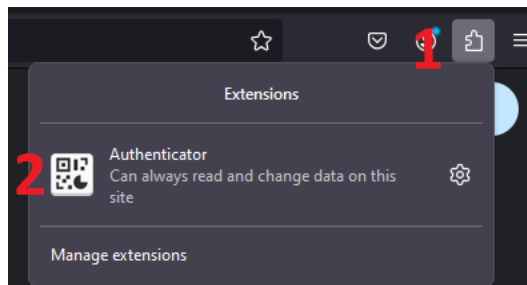 1
Extensions
2
Authenticator
Can always read and change data on this
site
Manage extensions